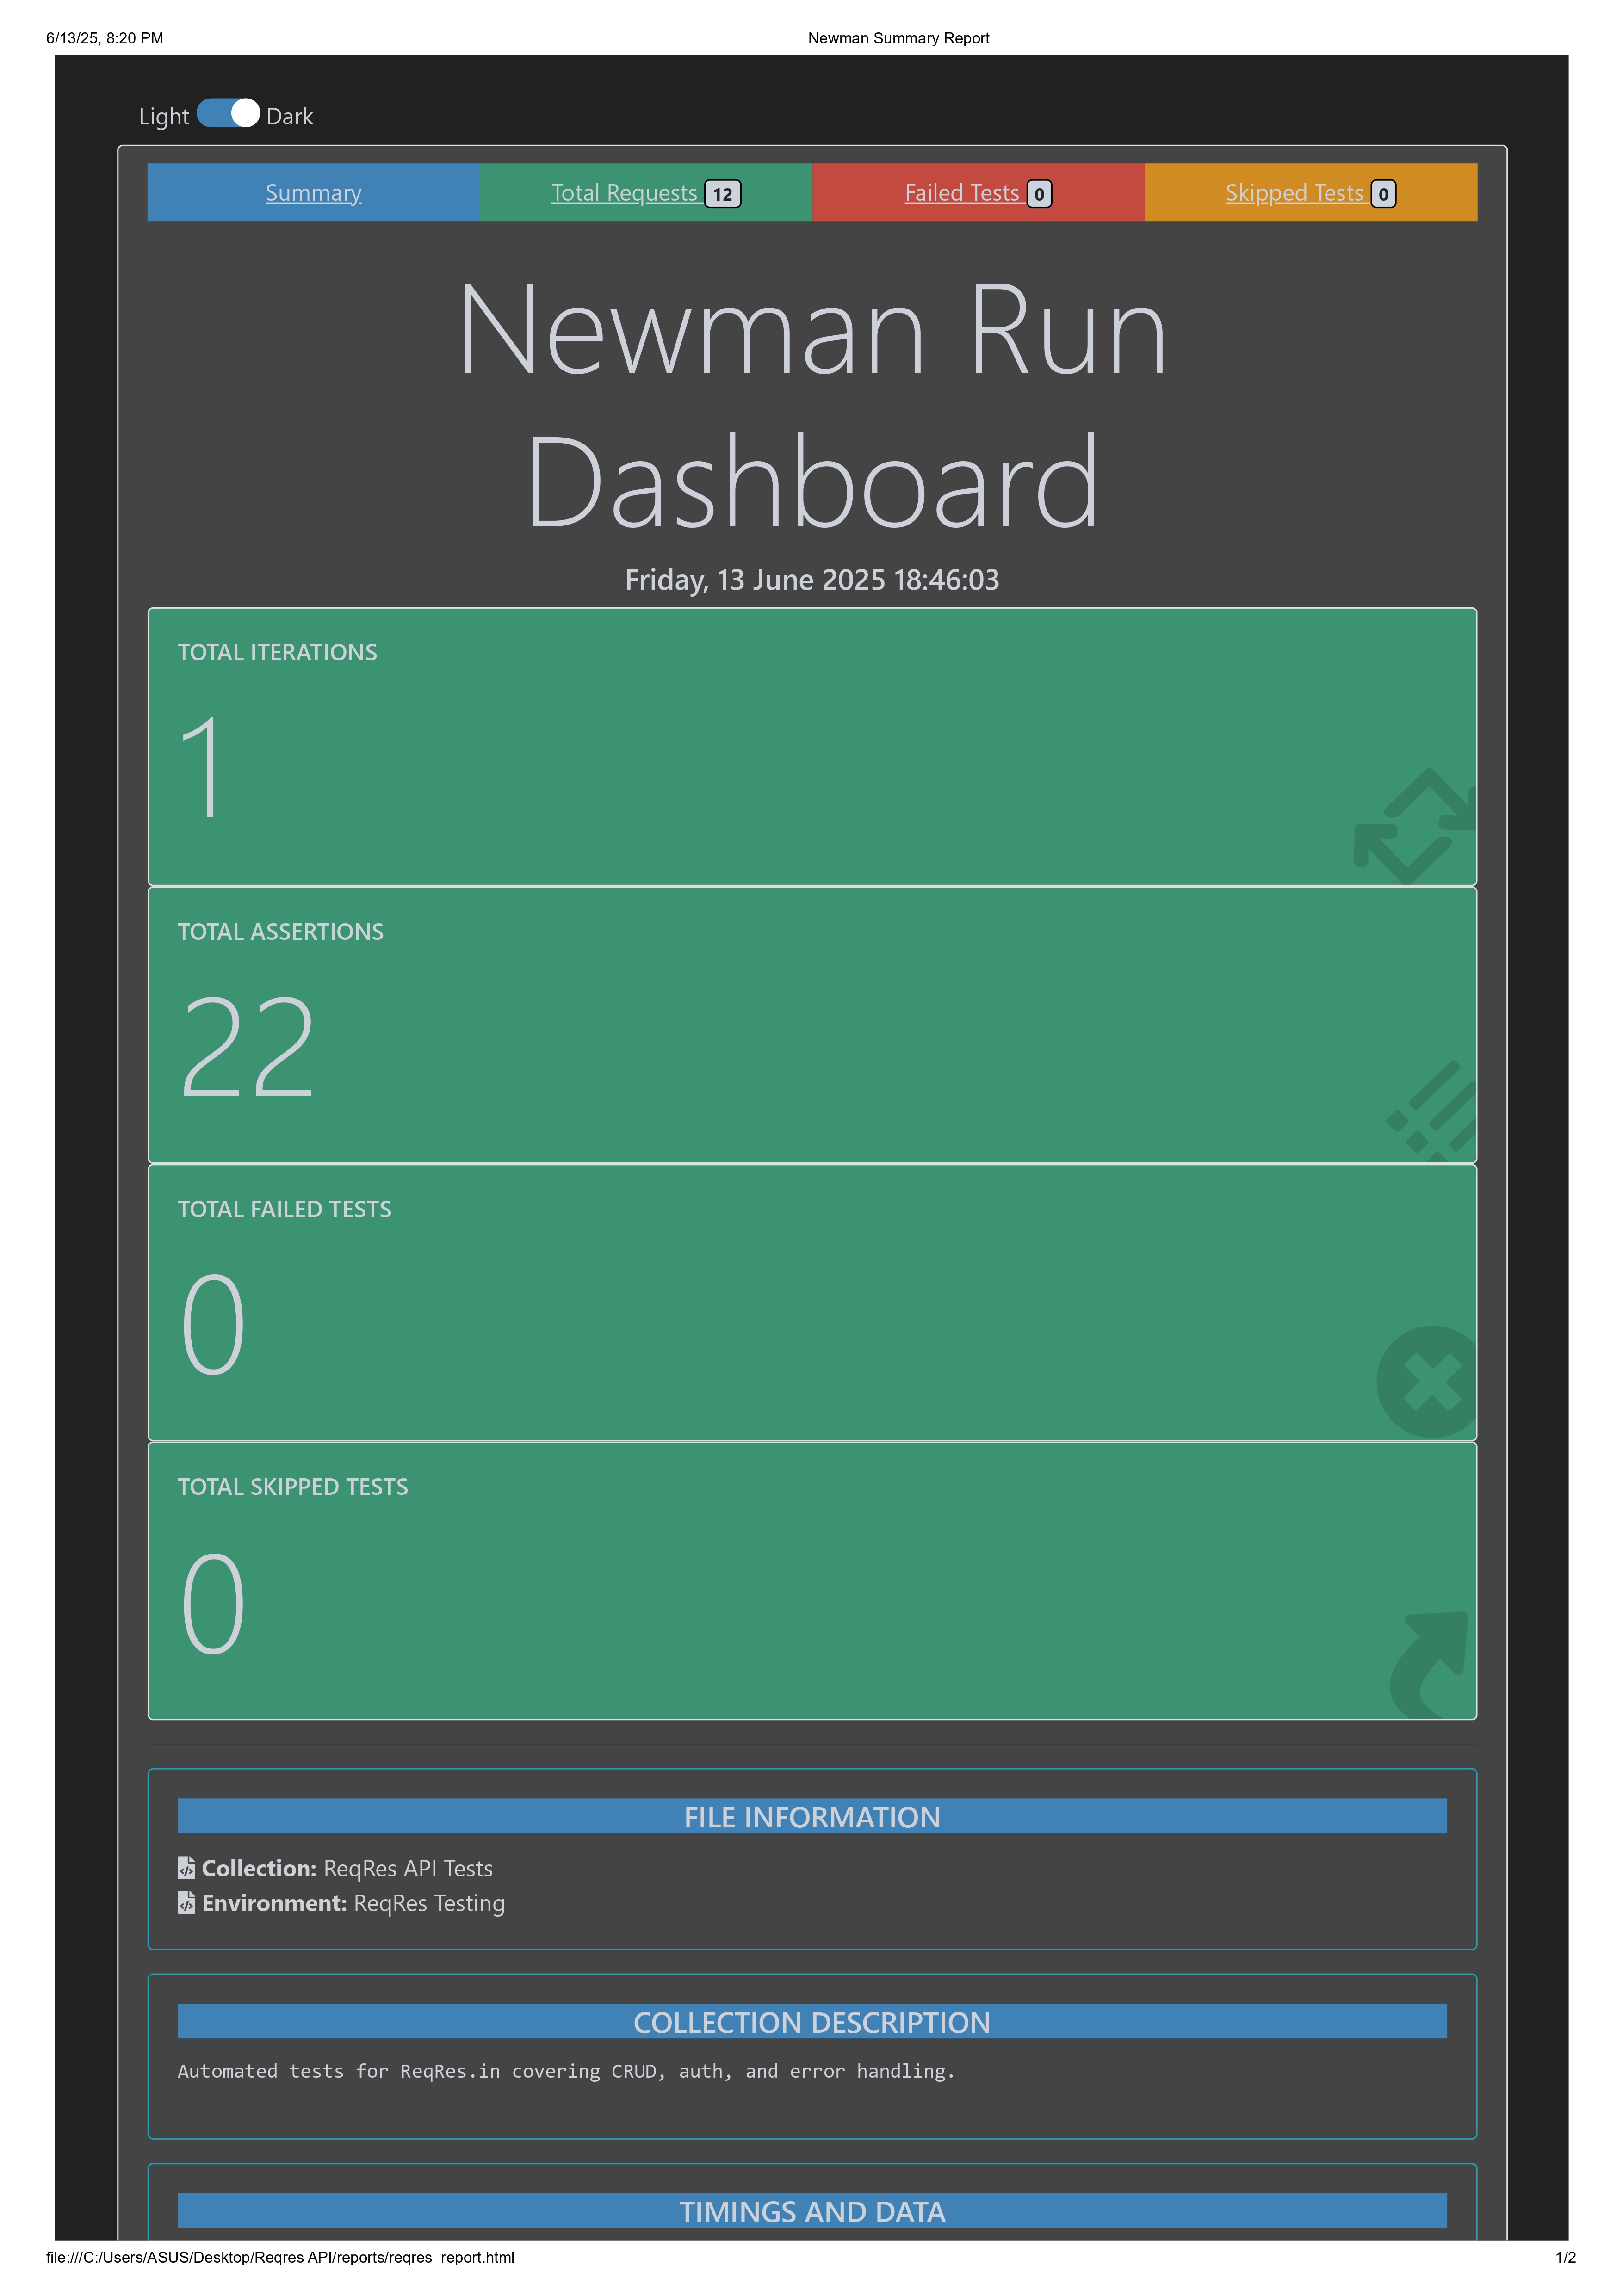 6/13/25, 8:20 PM Newman Summary Report
Light Dark
Summary Total Requests 12 Failed Tests 0 Skipped Tests 0
Newman Run
Dashboard
Friday, 13 June 2025 18:46:03
TOTAL ITERATIONS
1
TOTAL ASSERTIONS
22
TOTAL FAILED TESTS
0
TOTAL SKIPPED TESTS
0
FILE INFORMATION
Collection: ReqRes API Tests
Environment: ReqRes Testing
COLLECTION DESCRIPTION
Automated tests for ReqRes.in covering CRUD, auth, and error handling.
TIMINGS AND DATA
file:///C:/Users/ASUS/Desktop/Reqres API/reports/reqres_report.html 1/2